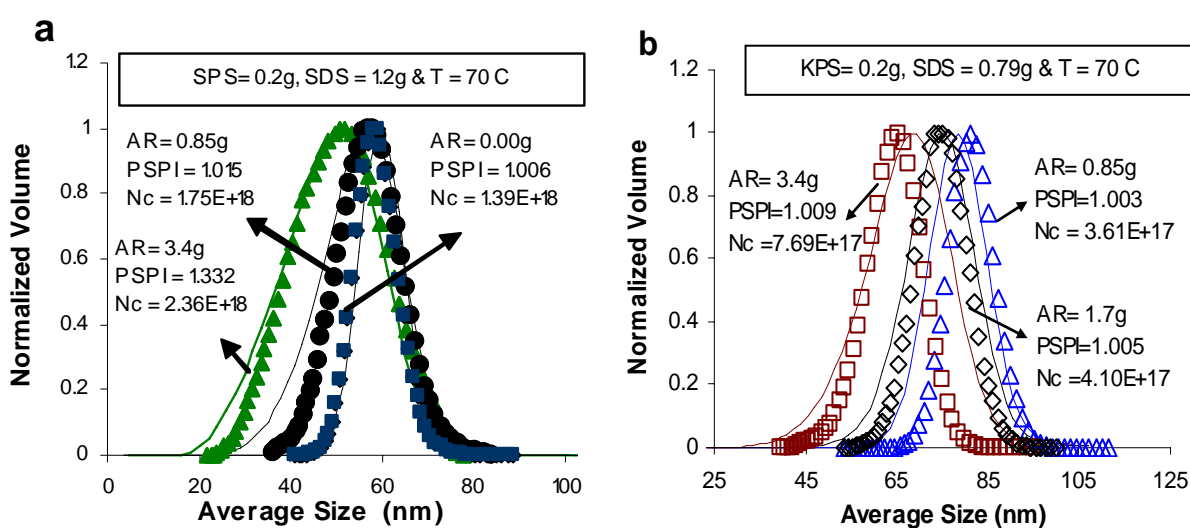 a
SPS= 0.2g, SDS = 1.2g & T = 70 C
AR = 0.85g
PSPI = 1.015
Nc = 1.75E+18
AR = 0.00g
PSPI = 1.006
Nc = 1.39E+18
AR = 3.4g
PSPI = 1.332
Nc = 2.36E+18
Normalized Volume
1.2
1
0.8
0.6
0.4
0.2
0
0 20 40 60 80 100
Average Size (nm)
b
KPS= 0.2g, SDS = 0.79g & T = 70 C
AR = 3.4g
PSPI=1.009
Nc =7.69E+17
AR= 0.85g
PSPI=1.003
Nc = 3.61E+17
AR= 1.7g
PSPI=1.005
Nc =4.10E+17
Normalized Volume
1.2
1
0.8
0.6
0.4
0.2
0
25 45 65 85 105 125
Average Size (nm)